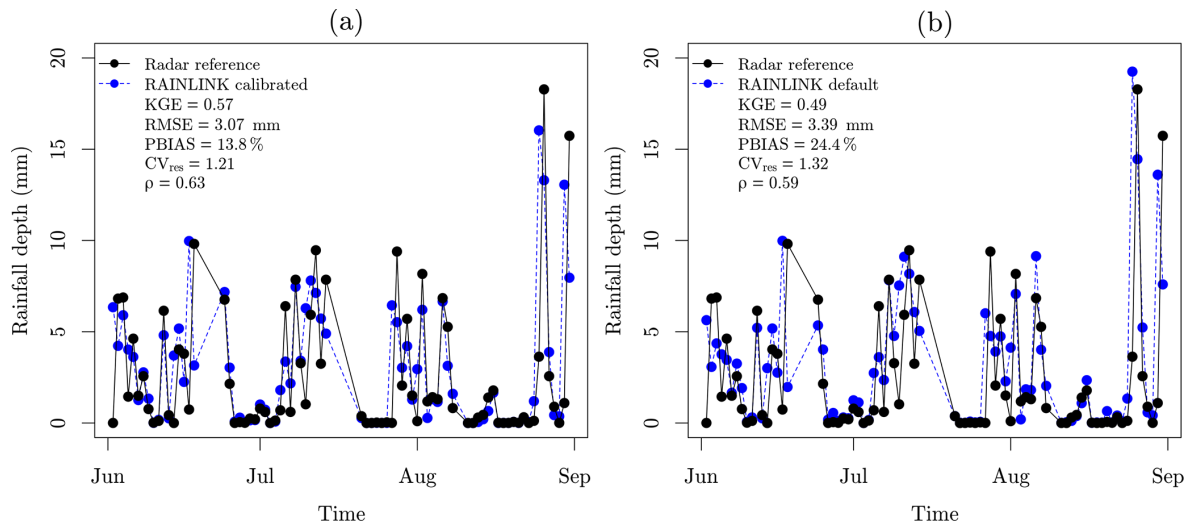 (a)
Rainfall depth (mm)
20
15
10
5
0
Radar reference
RAINLINK calibrated
KGE = 0.57
RMSE = 3.07 mm
PBIAS = 13.8 %
CVres = 1.21
ρ = 0.63
Jun
Jul
Aug
Sep
Time
(b)
Rainfall depth (mm)
20
15
10
5
0
Radar reference
RAINLINK default
KGE = 0.49
RMSE = 3.39 mm
PBIAS = 24.4 %
CVres = 1.32
ρ = 0.59
Jun
Jul
Aug
Sep
Time